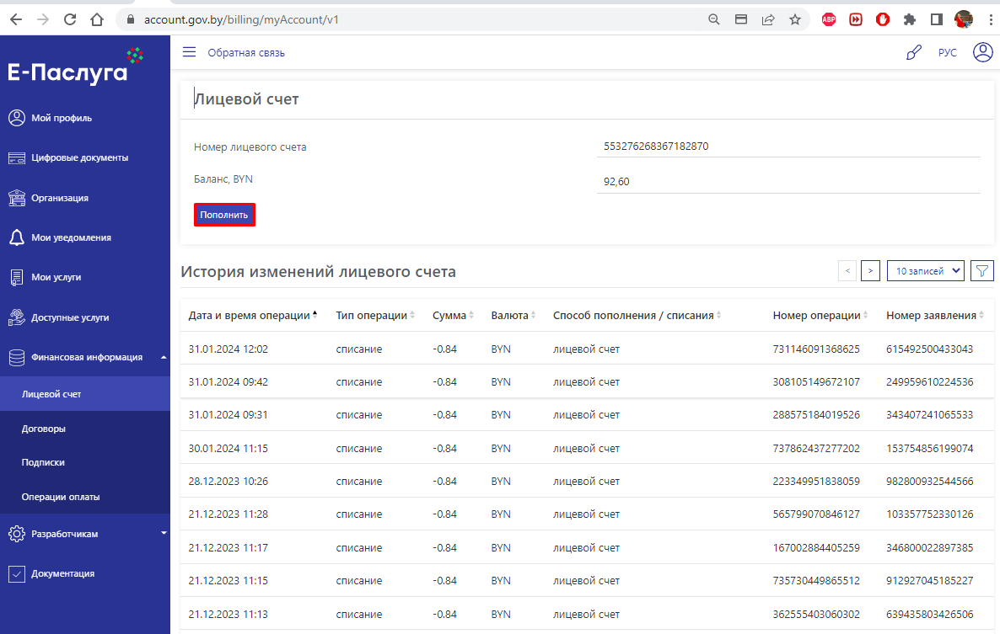 account.gov.by/billing/myAccount/v1
ABP
Е-Паслуга
Обратная связь
РУС
Мой профиль
Цифровые документы
Организация
Мои уведомления
Мои услуги
Доступные услуги
Финансовая информация
Лицевой счет
Договоры
Подписки
Операции оплаты
Разработчикам
Документация
Лицевой счет
Номер лицевого счета 553276268367182870
Баланс, BYN 92,60
Пополнить
История изменений лицевого счета < > 10 записей
Дата и время операции Тип операции Сумма Валюта Способ пополнения / списания Номер операции Номер заявления
31.01.2024 12:02 списание -0.84 BYN лицевой счет 731146091368625 615492500433043
31.01.2024 09:42 списание -0.84 BYN лицевой счет 308105149672107 249959610224536
31.01.2024 09:31 списание -0.84 BYN лицевой счет 288575184019526 343407241065533
30.01.2024 11:15 списание -0.84 BYN лицевой счет 737862437277202 153754856199074
28.12.2023 10:26 списание -0.84 BYN лицевой счет 223349951838059 982800932544566
21.12.2023 11:28 списание -0.84 BYN лицевой счет 565799070846127 103357752330126
21.12.2023 11:17 списание -0.84 BYN лицевой счет 167002884405259 346800022897385
21.12.2023 11:15 списание -0.84 BYN лицевой счет 735730449865512 912927045185227
21.12.2023 11:13 списание -0.84 BYN лицевой счет 362555403060302 639435803426506